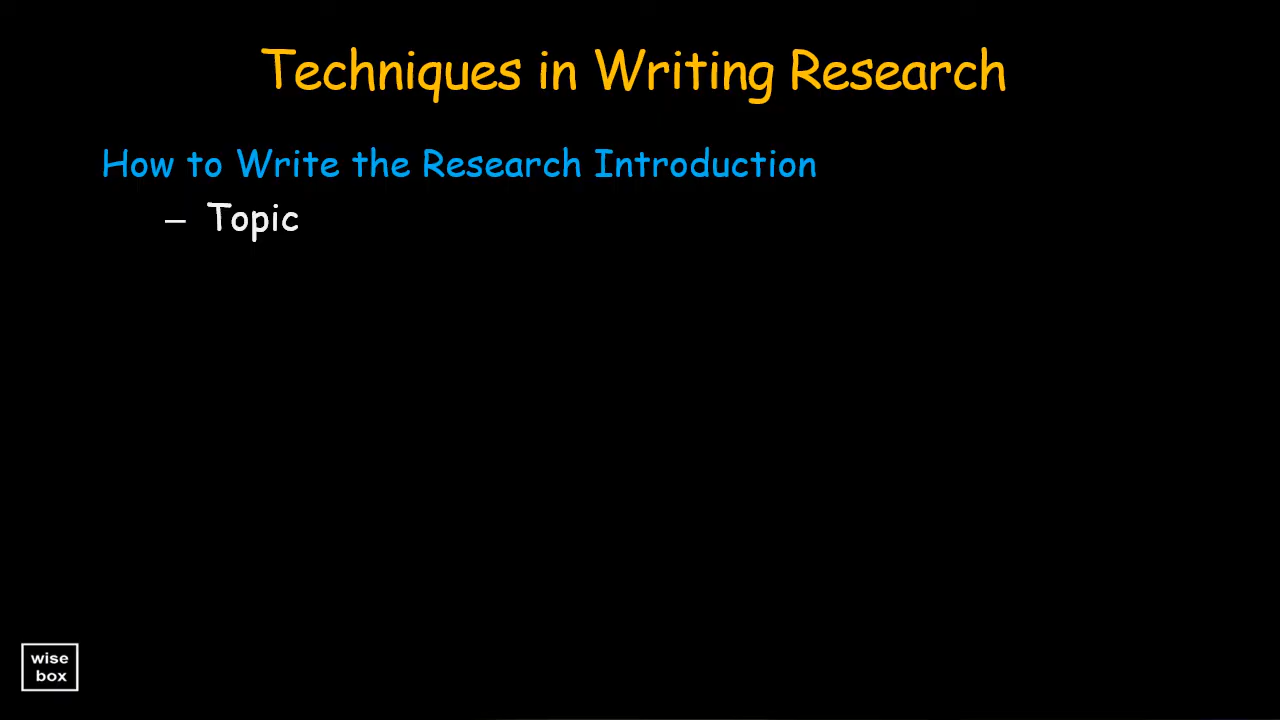 Techniques in Writing Research
How to Write the Research Introduction
– Topic
wise
box